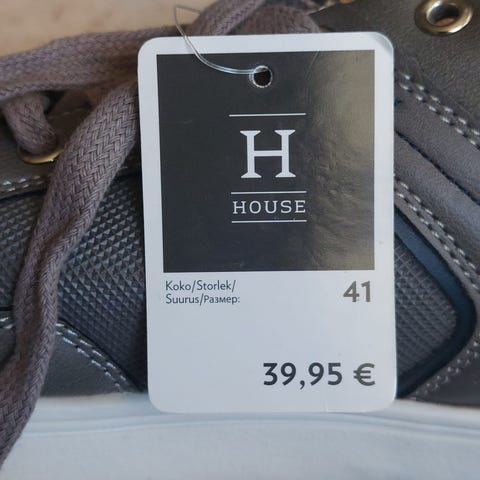 H
HOUSE
Koko/Storlek/
Suurus/Размер:
41
39,95 €